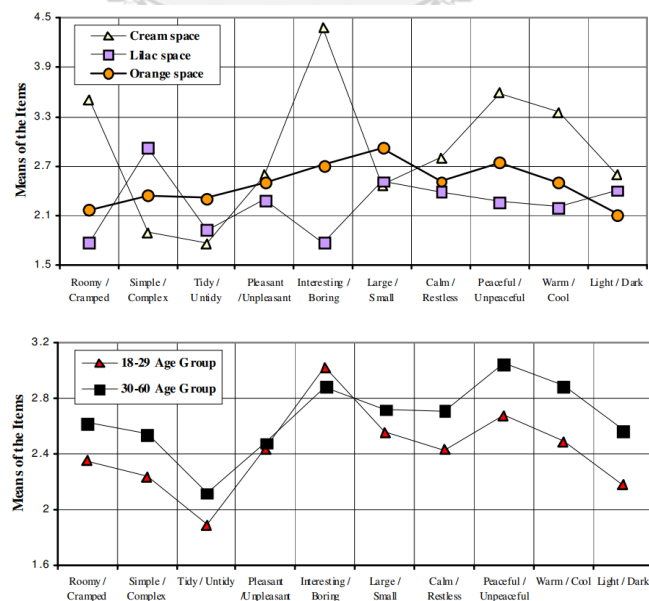 4.5
3.9
3.3
2.7
2.1
1.5
Means of the Items
Cream space
Lilac space
Orange space
Roomy / Cramped
Simple / Complex
Tidy / Untidy
Pleasant /Unpleasant
Interesting / Boring
Large / Small
Calm / Restless
Peaceful / Unpeaceful
Warm / Cool
Light / Dark
3.2
2.8
2.4
2
1.6
Means of the Items
18-29 Age Group
30-60 Age Group
Roomy / Cramped
Simple / Complex
Tidy / Untidy
Pleasant /Unpleasant
Interesting / Boring
Large / Small
Calm / Restless
Peaceful / Unpeaceful
Warm / Cool
Light / Dark